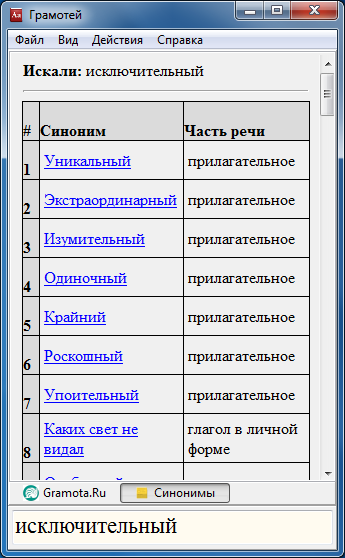 Грамотей
Файл Вид Действия Справка
Искали: исключительный
# Синоним Часть речи
1 Уникальный прилагательное
2 Экстраординарный прилагательное
3 Изумительный прилагательное
4 Одиночный прилагательное
5 Крайний прилагательное
6 Роскошный прилагательное
7 Упоительный прилагательное
8 Каких свет не видал глагол в личной форме
Gramota.Ru Синонимы
исключительный